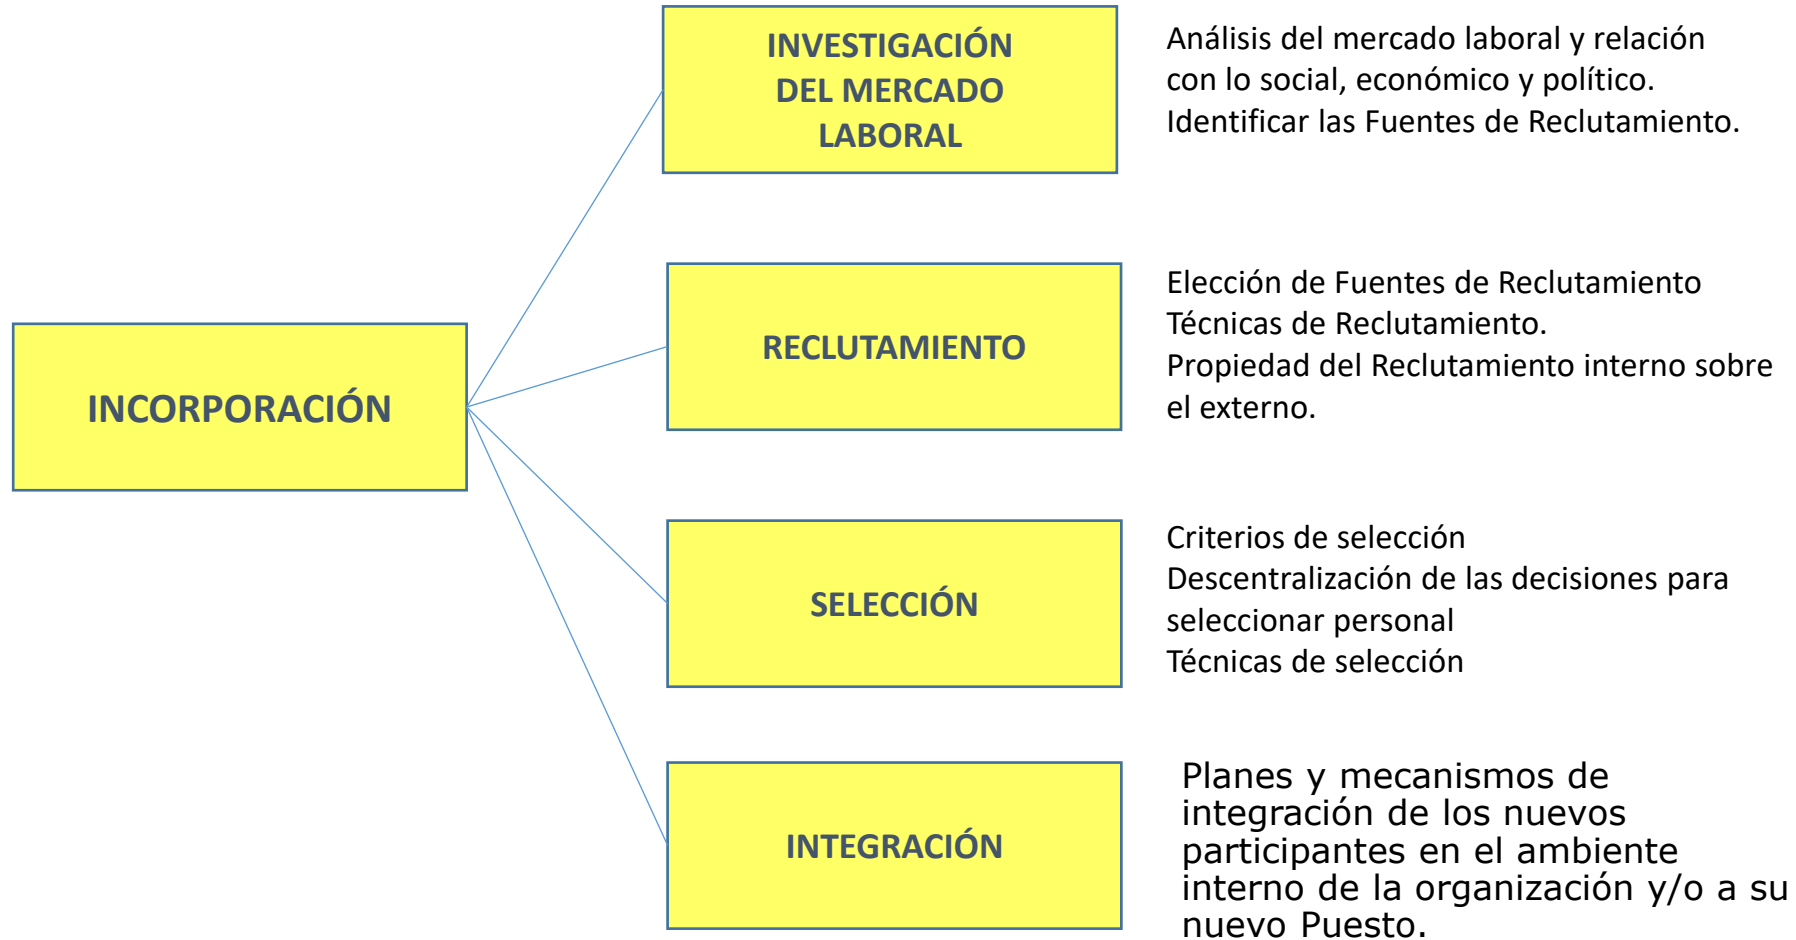 INVESTIGACIÓN
DEL MERCADO
LABORAL
Análisis del mercado laboral y relación
con lo social, económico y político.
Identificar las Fuentes de Reclutamiento.
RECLUTAMIENTO
Elección de Fuentes de Reclutamiento
Técnicas de Reclutamiento.
Propiedad del Reclutamiento interno sobre
el externo.
INCORPORACIÓN
SELECCIÓN
Criterios de selección
Descentralización de las decisiones para
seleccionar personal
Técnicas de selección
INTEGRACIÓN
Planes y mecanismos de
integración de los nuevos
participantes en el ambiente
interno de la organización y/o a su
nuevo Puesto.